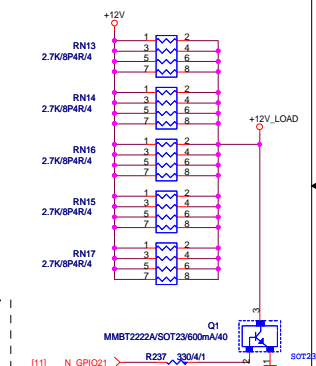 +12V
1 2
RN13 3 4
2.7K/8P4R/4 5 6
7 8
1 2
RN14 3 4
2.7K/8P4R/4 5 6
7 8
+12V_LOAD
1 2
RN16 3 4
2.7K/8P4R/4 5 6
7 8
1 2
RN15 3 4
2.7K/8P4R/4 5 6
7 8
1 2
RN17 3 4
2.7K/8P4R/4 5 6
7 8
3
Q1
MMBT2222A/SOT23/600mA/40
R237 330/4/1 2 1 SOT23
[11] N_GPIO21